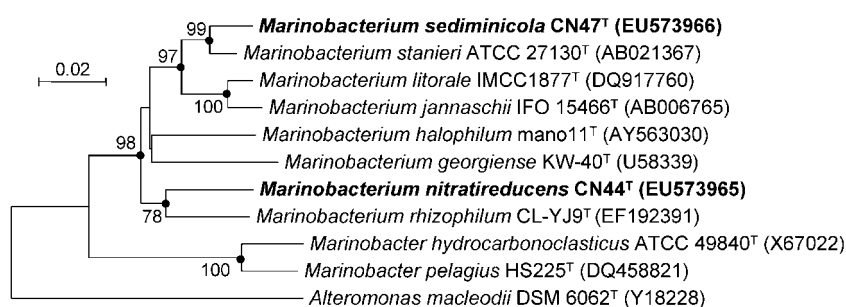 99
Marinobacterium sediminicola CN47ᵀ (EU573966)
97
Marinobacterium stanieri ATCC 27130ᵀ (AB021367)
0.02
Marinobacterium litorale IMCC1877ᵀ (DQ917760)
100
Marinobacterium jannaschii IFO 15466ᵀ (AB006765)
98
Marinobacterium halophilum mano11ᵀ (AY563030)
Marinobacterium georgiense KW-40ᵀ (U58339)
Marinobacterium nitratireducens CN44ᵀ (EU573965)
78
Marinobacterium rhizophilum CL-YJ9ᵀ (EF192391)
Marinobacter hydrocarbonoclasticus ATCC 49840ᵀ (X67022)
100
Marinobacter pelagius HS225ᵀ (DQ458821)
Alteromonas macleodii DSM 6062ᵀ (Y18228)